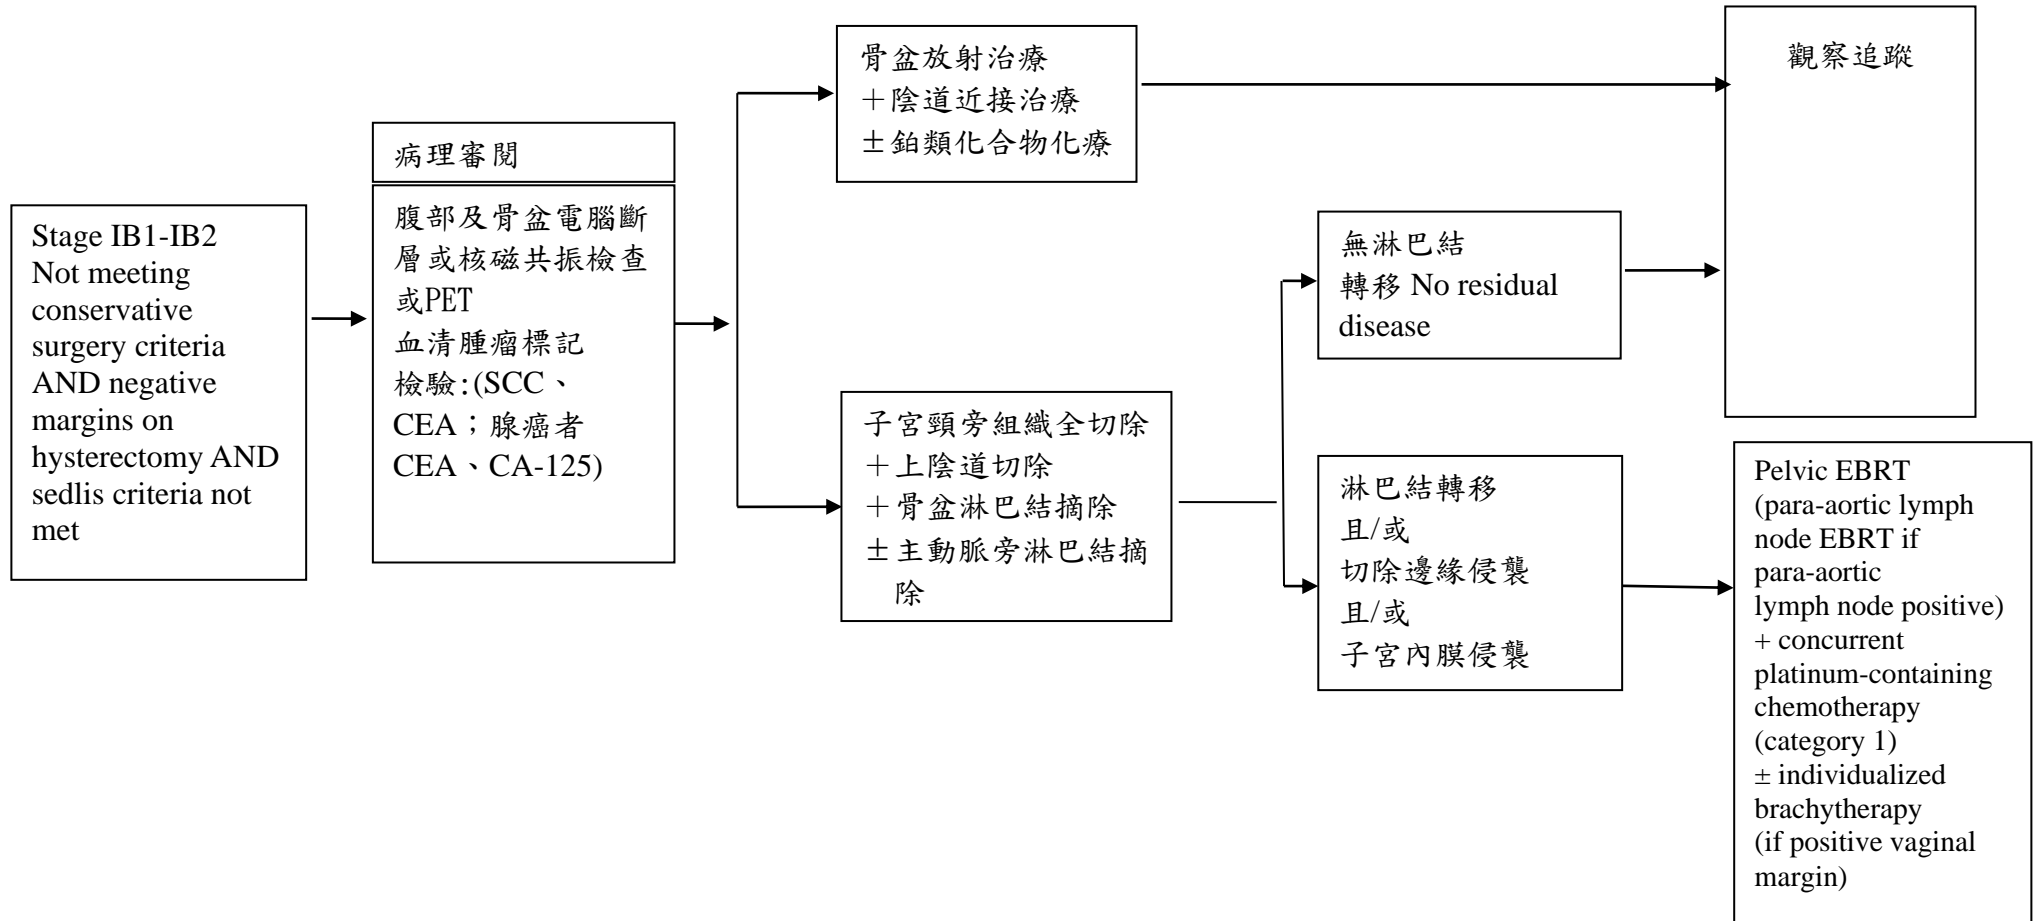 Stage IB1-IB2
Not meeting
conservative
surgery criteria
AND negative
margins on
hysterectomy AND
sedlis criteria not
met
病理審閱
腹部及骨盆電腦斷
層或核磁共振檢查
或PET
血清腫瘤標記
檢驗:(SCC、
CEA；腺癌者
CEA、CA-125)
骨盆放射治療
＋陰道近接治療
±鉑類化合物化療
子宮頸旁組織全切除
＋上陰道切除
＋骨盆淋巴結摘除
±主動脈旁淋巴結摘
除
無淋巴結
轉移 No residual
disease
淋巴結轉移
且/或
切除邊緣侵襲
且/或
子宮內膜侵襲
觀察追蹤
Pelvic EBRT
(para-aortic lymph
node EBRT if
para-aortic
lymph node positive)
+ concurrent
platinum-containing
chemotherapy
(category 1)
± individualized
brachytherapy
(if positive vaginal
margin)